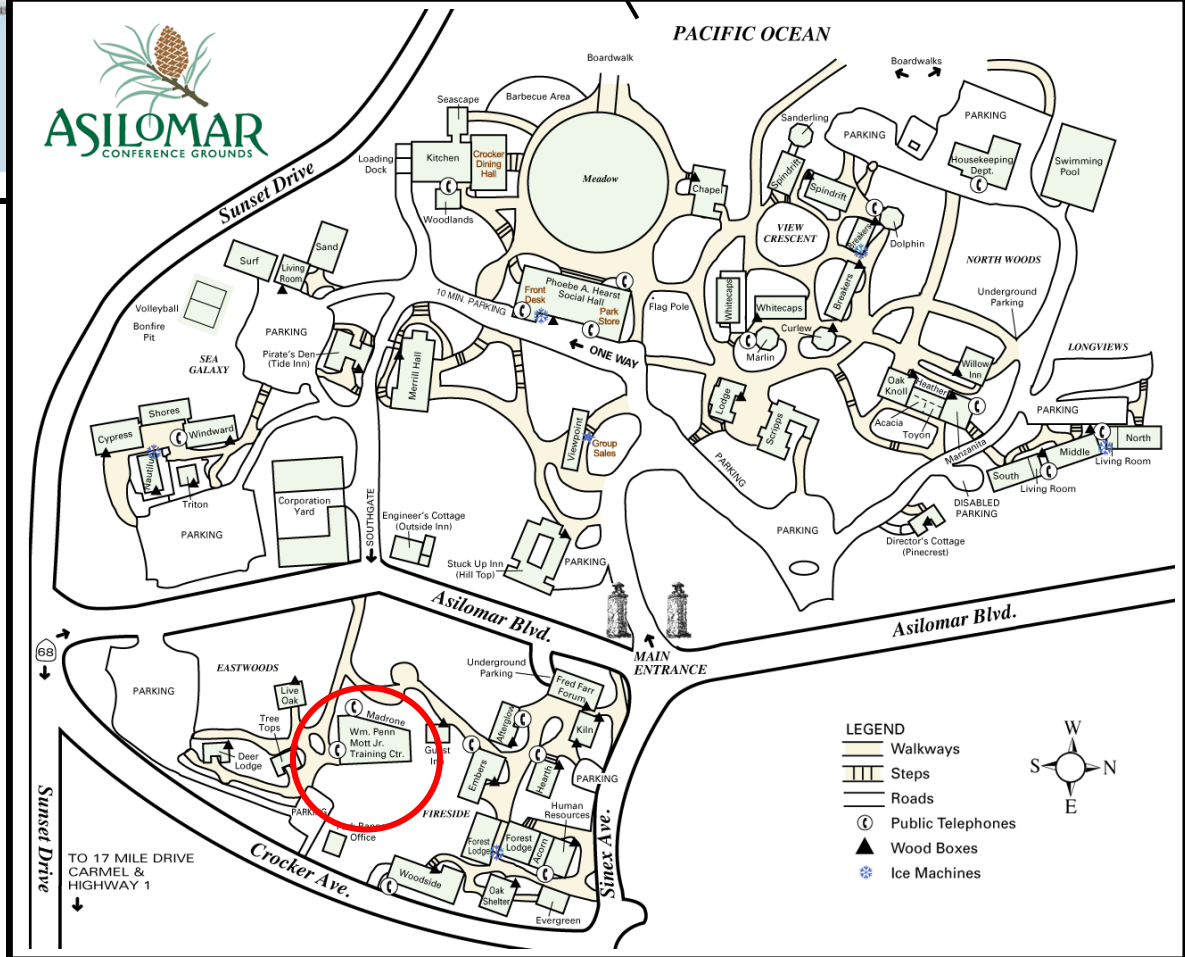 PACIFIC OCEAN
ASILOMAR
CONFERENCE GROUNDS
Boardwalk
Boardwalks
Seascape
Barbecue Area
Sanderling
PARKING
PARKING
Loading
Dock
Kitchen
Crocker
Dining
Hall
Meadow
Chapel
Spindrift
Spindrift
Housekeeping
Dept.
Swimming
Pool
Sunset Drive
Woodlands
VIEW
CRESCENT
Breakers
Dolphin
Sand
Surf
Living
Room
NORTH WOODS
Phoebe A. Hearst
Social Hall
Front
Desk
Park
Store
10 MIN. PARKING
Flag Pole
Whitecaps
Whitecaps
Breakers
Underground
Parking
Volleyball
Bonfire
Pit
PARKING
ONE WAY
Curlew
Marlin
LONGVIEWS
SEA
GALAXY
Pirate's Den
(Tide Inn)
Merrill Hall
Willow
Inn
Oak
Knoll
Heather
Lodge
Scripps
Acacia
Toyon
Manzanita
PARKING
Shores
Cypress
Windward
Nautilus
Triton
Viewpoint
Group
Sales
North
Middle
South
Living Room
Living Room
PARKING
DISABLED
PARKING
Corporation
Yard
SOUTHGATE
Engineer's Cottage
(Outside Inn)
PARKING
PARKING
Director's Cottage
(Pinecrest)
Stuck Up Inn
(Hill Top)
PARKING
Asilomar Blvd.
Asilomar Blvd.
MAIN
ENTRANCE
68
EASTWOODS
Underground
Parking
Fred Farr
Forum
PARKING
Live
Oak
Tree
Tops
Madrone
Wm. Penn
Mott Jr.
Training Ctr.
Guest
Inn
Afterglow
Kiln
Deer
Lodge
Embers
Hearth
PARKING
PARKING
FIRESIDE
Human
Resources
Office
Forest
Lodge
Forest
Lodge
Acorn
Sunset Drive
Crocker Ave.
Sinex Ave.
Woodside
Oak
Shelter
Evergreen
TO 17 MILE DRIVE
CARMEL &
HIGHWAY 1
LEGEND
Walkways
Steps
Roads
Public Telephones
Wood Boxes
Ice Machines
W
S
N
E